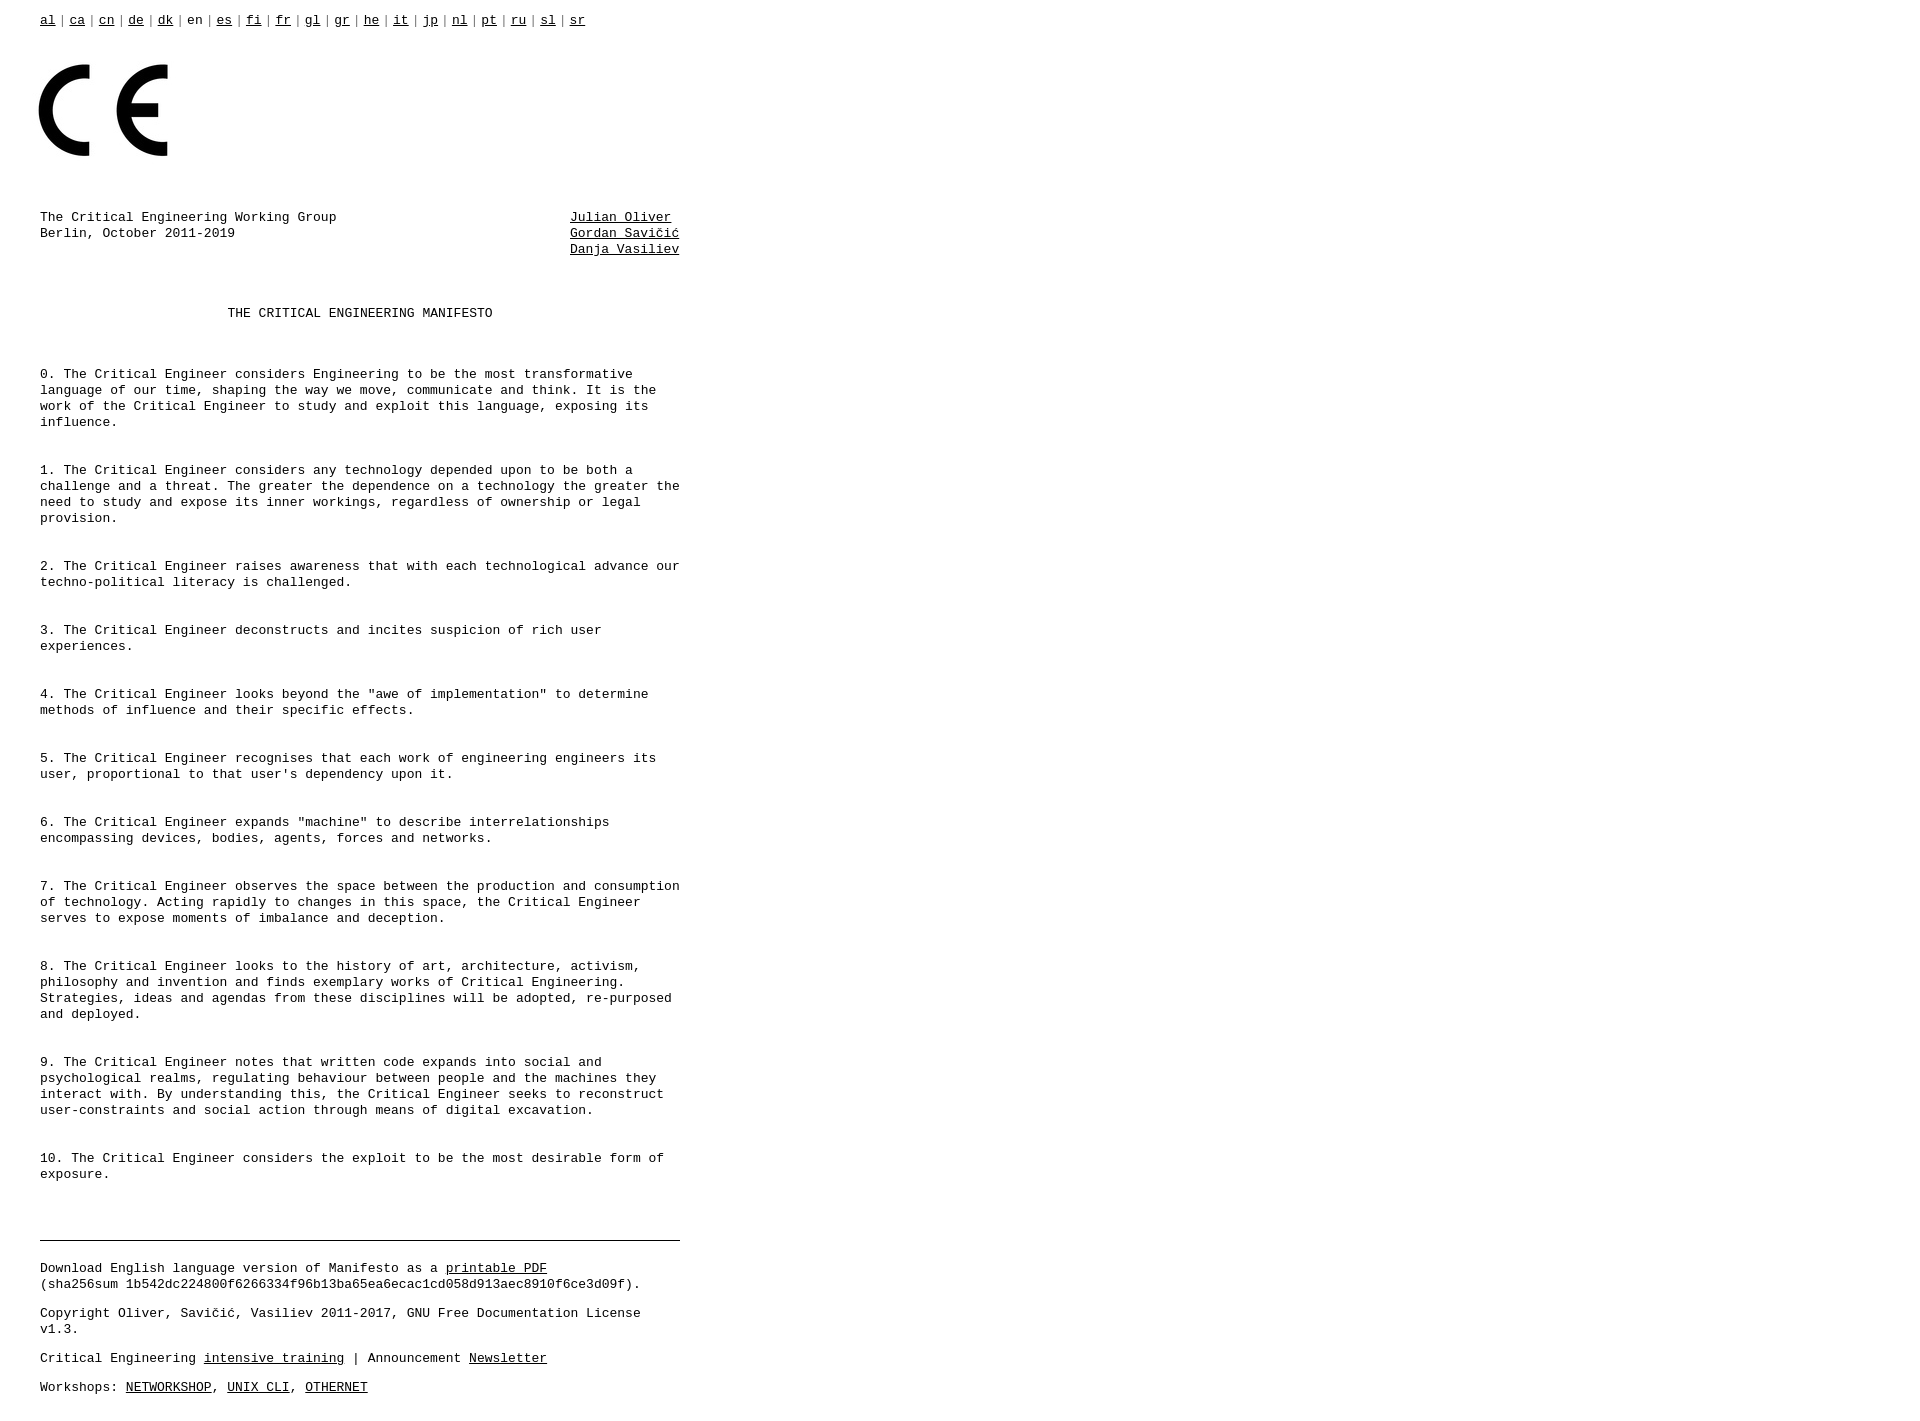 al | ca | cn | de | dk | en | es | fi | fr | gl | gr | he | it | jp | nl | pt | ru | sl | sr
CE
The Critical Engineering Working Group
Berlin, October 2011-2019
Julian Oliver
Gordan Savičić
Danja Vasiliev
THE CRITICAL ENGINEERING MANIFESTO
0. The Critical Engineer considers Engineering to be the most transformative
language of our time, shaping the way we move, communicate and think. It is the
work of the Critical Engineer to study and exploit this language, exposing its
influence.
1. The Critical Engineer considers any technology depended upon to be both a
challenge and a threat. The greater the dependence on a technology the greater the
need to study and expose its inner workings, regardless of ownership or legal
provision.
2. The Critical Engineer raises awareness that with each technological advance our
techno-political literacy is challenged.
3. The Critical Engineer deconstructs and incites suspicion of rich user
experiences.
4. The Critical Engineer looks beyond the "awe of implementation" to determine
methods of influence and their specific effects.
5. The Critical Engineer recognises that each work of engineering engineers its
user, proportional to that user's dependency upon it.
6. The Critical Engineer expands "machine" to describe interrelationships
encompassing devices, bodies, agents, forces and networks.
7. The Critical Engineer observes the space between the production and consumption
of technology. Acting rapidly to changes in this space, the Critical Engineer
serves to expose moments of imbalance and deception.
8. The Critical Engineer looks to the history of art, architecture, activism,
philosophy and invention and finds exemplary works of Critical Engineering.
Strategies, ideas and agendas from these disciplines will be adopted, re-purposed
and deployed.
9. The Critical Engineer notes that written code expands into social and
psychological realms, regulating behaviour between people and the machines they
interact with. By understanding this, the Critical Engineer seeks to reconstruct
user-constraints and social action through means of digital excavation.
10. The Critical Engineer considers the exploit to be the most desirable form of
exposure.
Download English language version of Manifesto as a printable PDF
(sha256sum 1b542dc224800f6266334f96b13ba65ea6ecac1cd058d913aec8910f6ce3d09f).
Copyright Oliver, Savičić, Vasiliev 2011-2017, GNU Free Documentation License
v1.3.
Critical Engineering intensive training | Announcement Newsletter
Workshops: NETWORKSHOP, UNIX CLI, OTHERNET